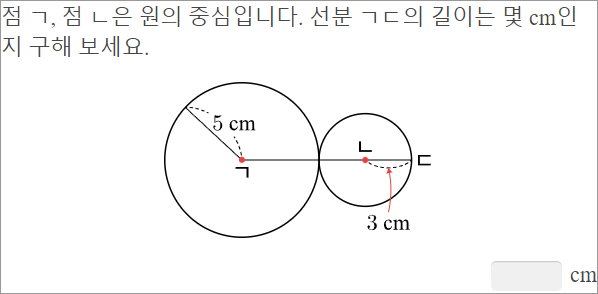 점 ㄱ, 점 ㄴ은 원의 중심입니다. 선분 ㄱㄷ의 길이는 몇 cm인
지 구해 보세요.
5 cm
ㄴ
ㄱ
ㄷ
3 cm
cm